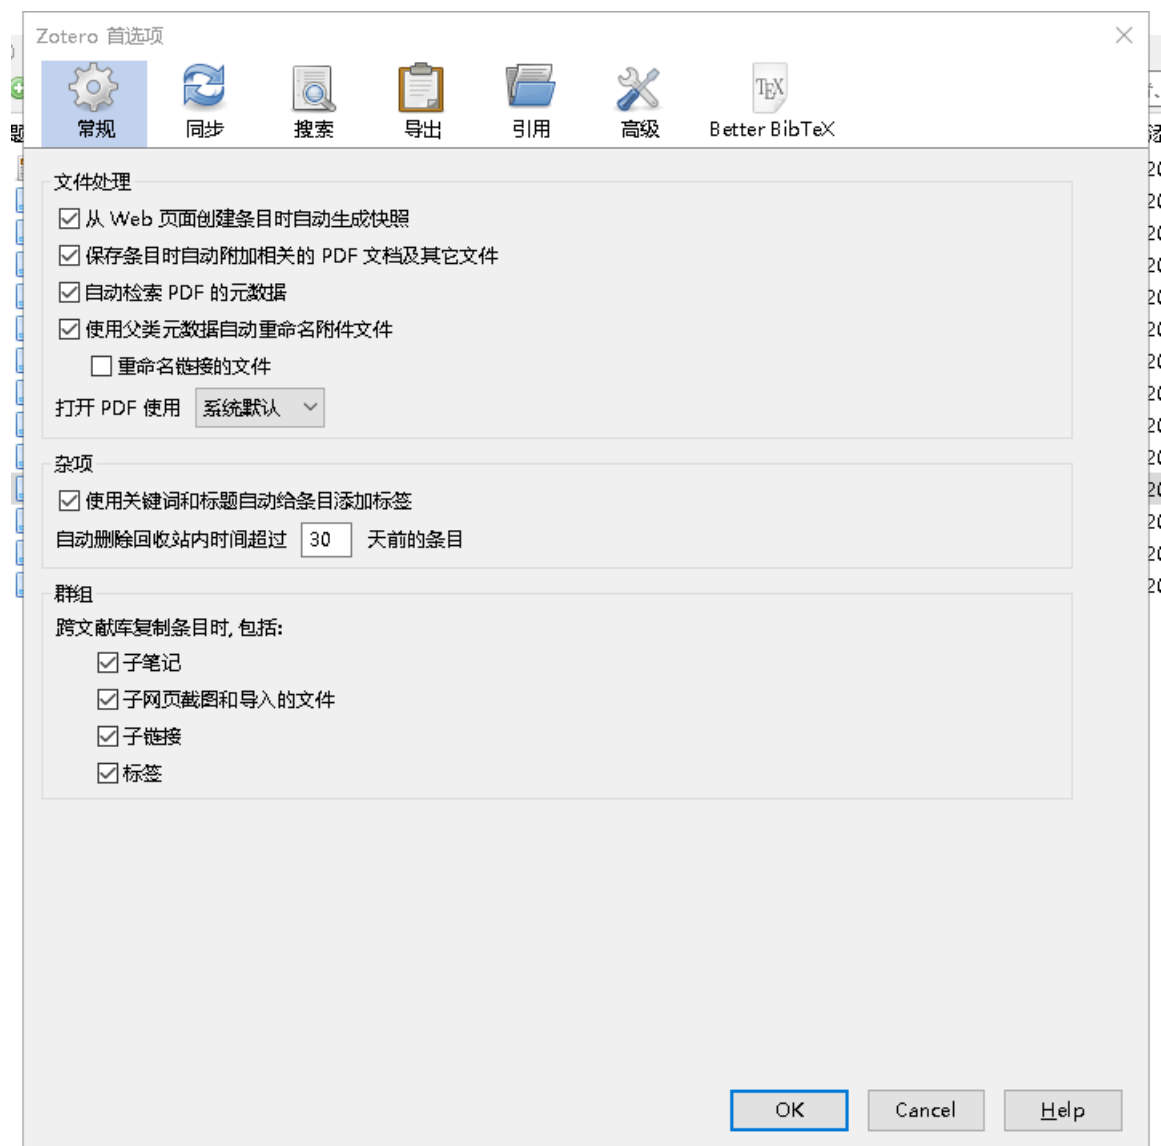 Zotero 首选项
常规 同步 搜索 导出 引用 高级 Better BibTeX
文件处理
从 Web 页面创建条目时自动生成快照
保存条目时自动附加相关的 PDF 文档及其它文件
自动检索 PDF 的元数据
使用父类元数据自动重命名附件文件
重命名链接的文件
打开 PDF 使用 系统默认
杂项
使用关键词和标题自动给条目添加标签
自动删除回收站内时间超过 30 天前的条目
群组
跨文献库复制条目时, 包括:
子笔记
子网页截图和导入的文件
子链接
标签
OK Cancel Help